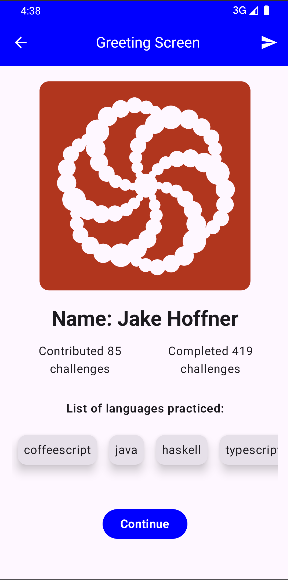 4:38 3G
Greeting Screen
Name: Jake Hoffner
Contributed 85 Completed 419
challenges challenges
List of languages practiced:
coffeescript java haskell typescrip
Continue